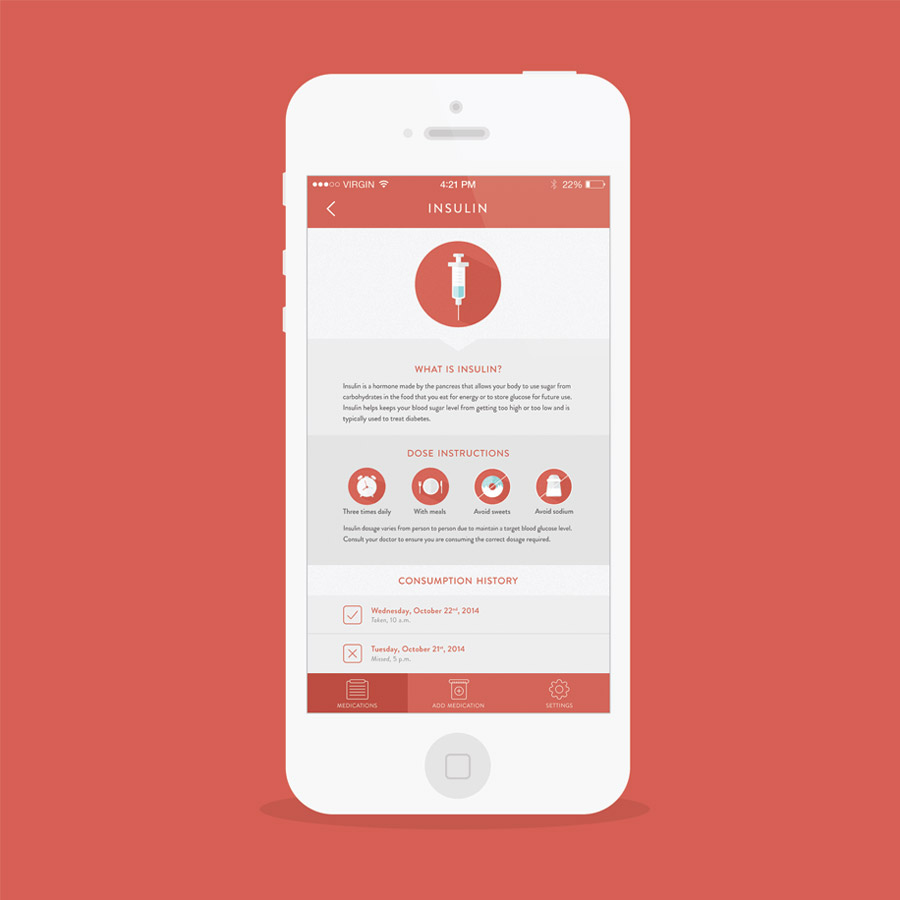 VIRGIN 4:21 PM 22%
INSULIN
WHAT IS INSULIN?
Insulin is a hormone made by the pancreas that allows your body to use sugar from
carbohydrates in the food that you eat for energy or to store glucose for future use.
Insulin helps keeps your blood sugar level from getting too high or too low and is
typically used to treat diabetes.
DOSE INSTRUCTIONS
Three times daily With meals Avoid sweets Avoid sodium
Insulin dosage varies from person to person due to maintain a target blood glucose level.
Consult your doctor to ensure you are consuming the correct dosage required.
CONSUMPTION HISTORY
Wednesday, October 22nd, 2014
Taken, 10 a.m.
Tuesday, October 21st, 2014
Missed, 5 p.m.
MEDICATIONS ADD MEDICATION SETTINGS